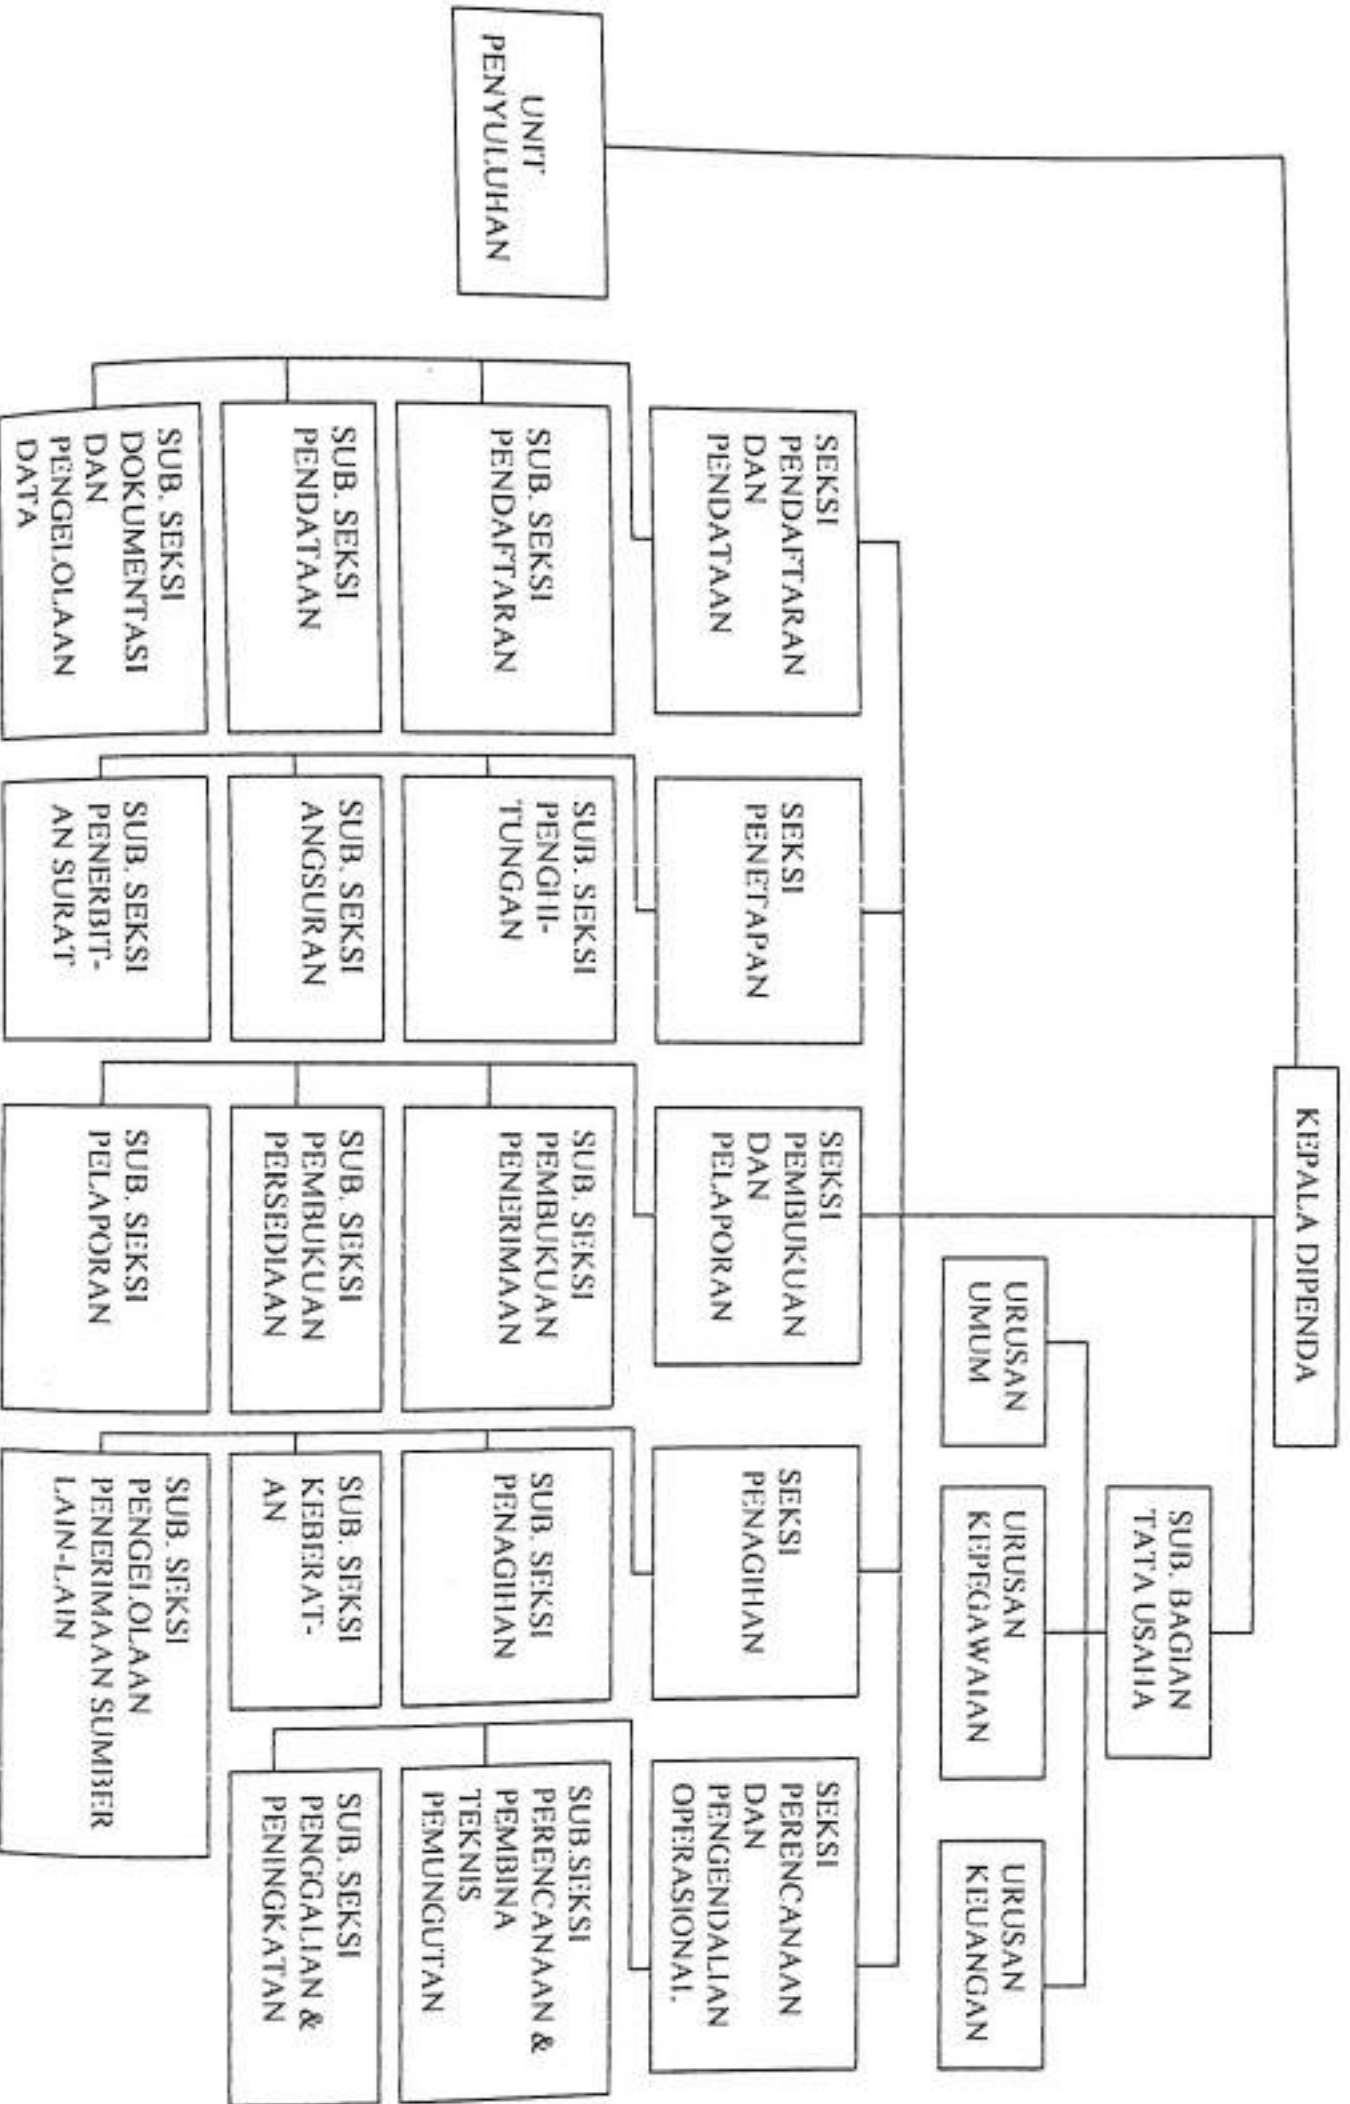 KEPALA DIPENDA
SUB. BAGIAN
TATA USAHA
URUSAN
UMUM
URUSAN
KEPEGAWAIAN
URUSAN
KEUANGAN
SEKSI
PENDAFTARAN
DAN
PENDATAAN
SEKSI
PENETAPAN
SEKSI
PEMBUKUAN
DAN
PELAPORAN
SEKSI
PENAGIHAN
SEKSI
PERENCANAAN
DAN
PENGENDALIAN
OPERASIONAL
SUB. SEKSI
PENDAFTARAN
SUB. SEKSI
PENGHI-
TUNGAN
SUB. SEKSI
PEMBUKUAN
PENERIMAAN
SUB. SEKSI
PENAGIHAN
SUB.SEKSI
PERENCANAAN &
PEMBINA
TEKNIS
PEMUNGUTAN
SUB. SEKSI
PENDATAAN
SUB. SEKSI
ANGSURAN
SUB. SEKSI
PEMBUKUAN
PERSEDIAAN
SUB. SEKSI
KEBERAT-
AN
SUB. SEKSI
PENGGALIAN &
PENINGKATAN
SUB. SEKSI
DOKUMENTASI
DAN
PENGELOLAAN
DATA
SUB. SEKSI
PENERBIT-
AN SURAT
SUB. SEKSI
PELAPORAN
SUB. SEKSI
PENGELOLAAN
PENERIMAAN SUMBER
LAIN-LAIN
UNIT
PENYULUHAN